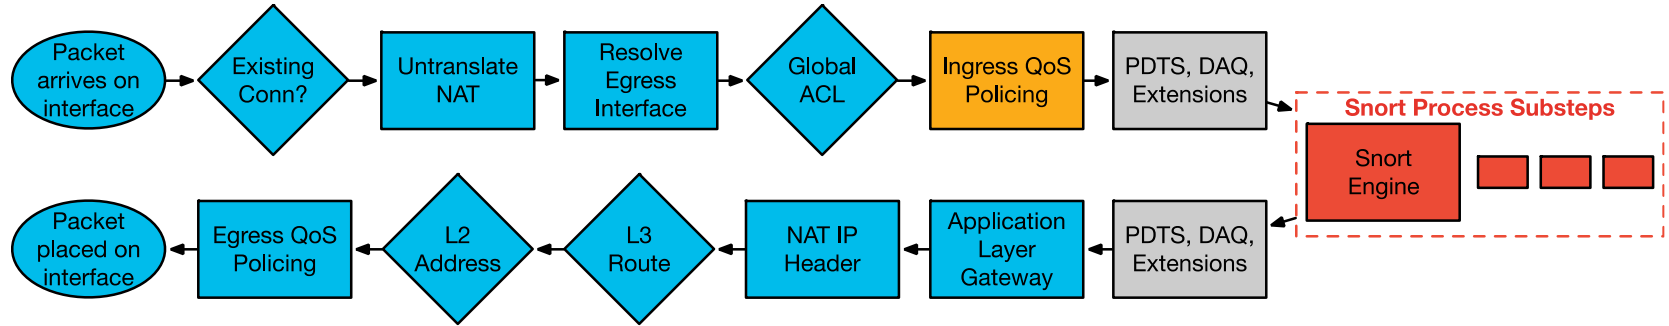 Packet
arrives on
interface
Existing
Conn?
Untranslate
NAT
Resolve
Egress
Interface
Global
ACL
Ingress QoS
Policing
PDTS, DAQ,
Extensions
Snort Process Substeps
Snort
Engine
Packet
placed on
interface
Egress QoS
Policing
L2
Address
L3
Route
NAT IP
Header
Application
Layer
Gateway
PDTS, DAQ,
Extensions